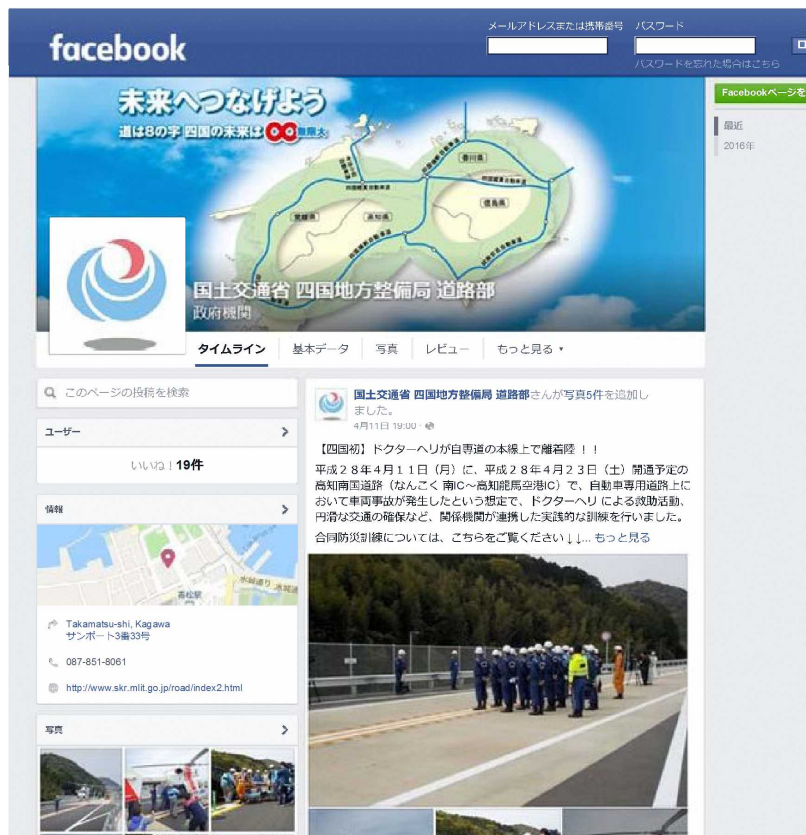 facebook
メールアドレスまたは携帯番号
パスワード
パスワードを忘れた場合はこちら
未来へつなげよう
道は8の字 四国の未来は∞無限大
香川県
徳島県
愛媛県
高知県
国土交通省 四国地方整備局 道路部
政府機関
Facebookページを
最近
2016年
タイムライン
基本データ
写真
レビュー
もっと見る
このページの投稿を検索
ユーザー
いいね!19件
情報
高松駅
水城通り
水城通
Takamatsu-shi, Kagawa
サンポート3番33号
087-851-8061
http://www.skr.mlit.go.jp/road/index2.html
写真
国土交通省 四国地方整備局 道路部さんが写真5件を追加し
ました。
4月11日 19:00
【四国初】ドクターヘリが自専道の本線上で離着陸!!
平成28年4月11日(月)に、平成28年4月23日(土)開通予定の
高知南国道路(なんこく南IC~高知龍馬空港IC)で、自動車専用道路上に
おいて車両事故が発生したという想定で、ドクターヘリによる救助活動、
円滑な交通の確保など、関係機関が連携した実践的な訓練を行いました。
合同防災訓練については、こちらをご覧ください↓↓... もっと見る